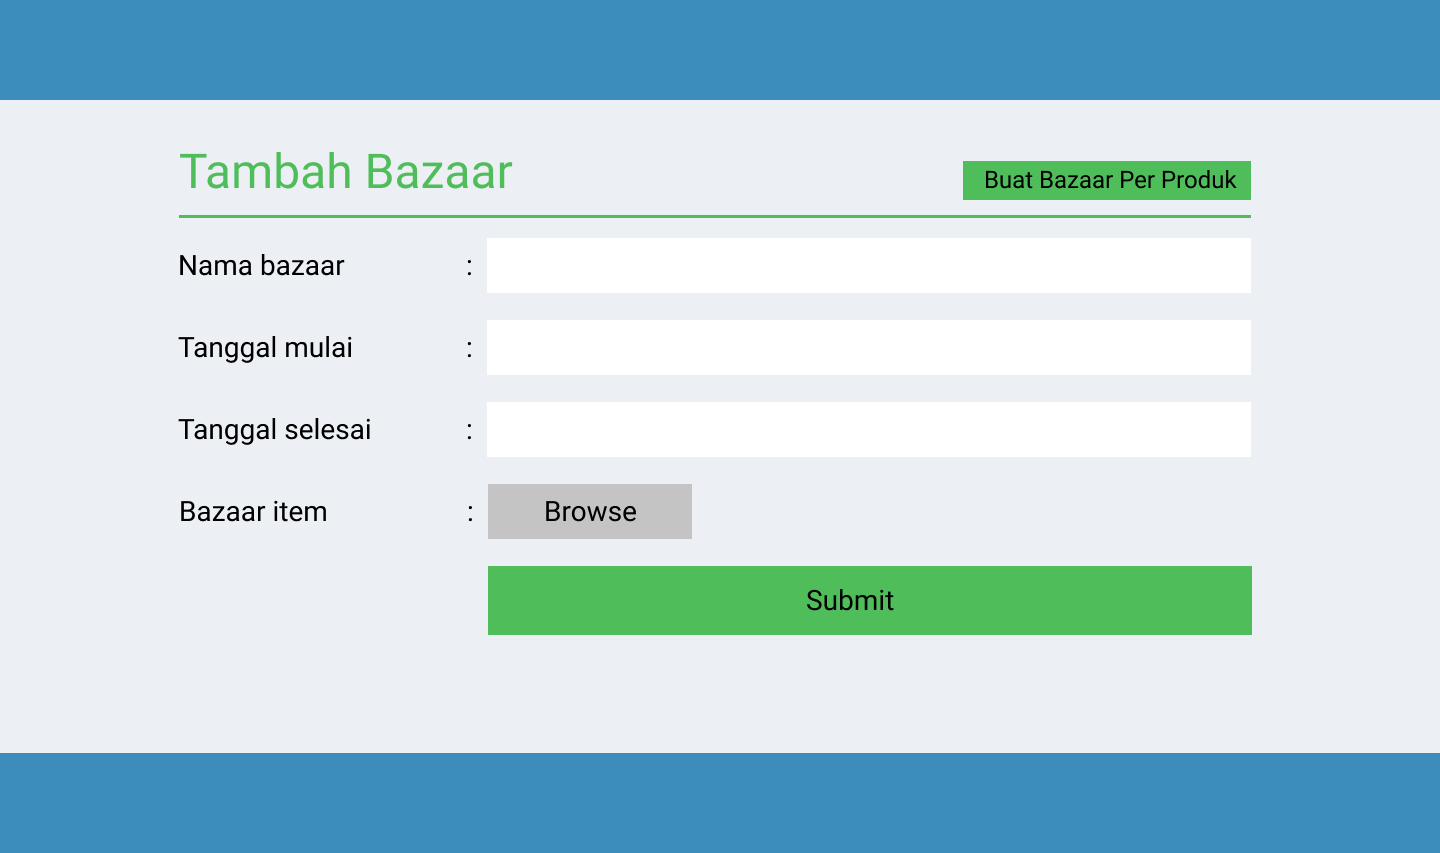 Tambah Bazaar
Buat Bazaar Per Produk
Nama bazaar :
Tanggal mulai :
Tanggal selesai :
Bazaar item : Browse
Submit